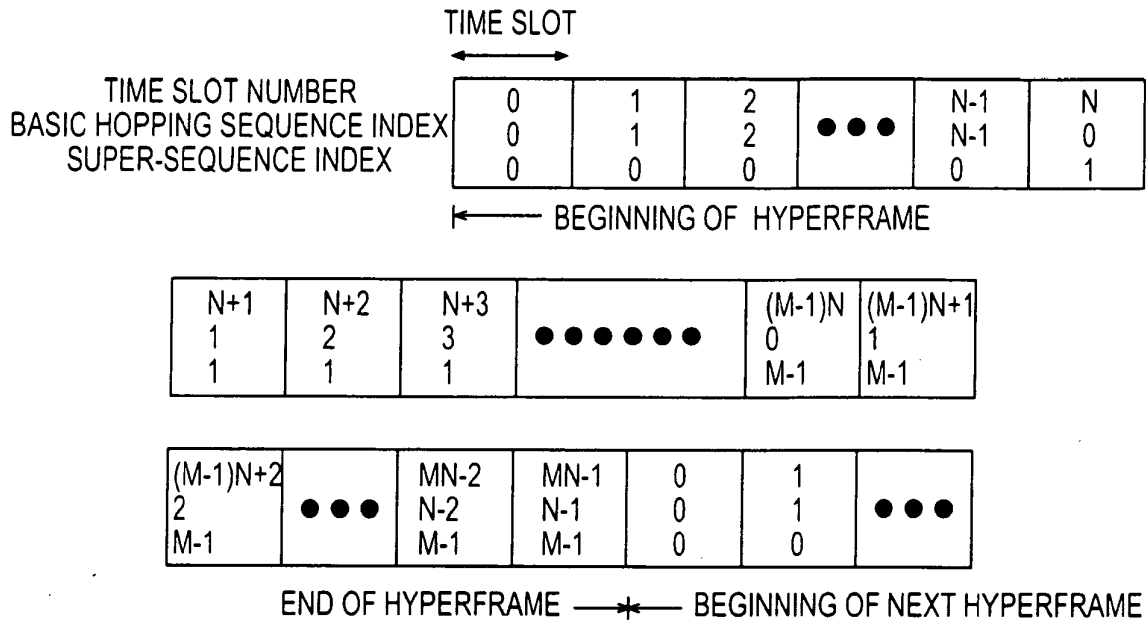 TIME SLOT
TIME SLOT NUMBER 0 1 2 ●●● N-1 N
BASIC HOPPING SEQUENCE INDEX 0 1 2 N-1 0
SUPER-SEQUENCE INDEX 0 0 0 0 1
BEGINNING OF HYPERFRAME
N+1 N+2 N+3 ●●●●●● (M-1)N (M-1)N+1
1 2 3 0 1
1 1 1 M-1 M-1
(M-1)N+2 ●●● MN-2 MN-1 0 1 ●●●
2 N-2 N-1 0 1
M-1 M-1 M-1 0 0
END OF HYPERFRAME BEGINNING OF NEXT HYPERFRAME